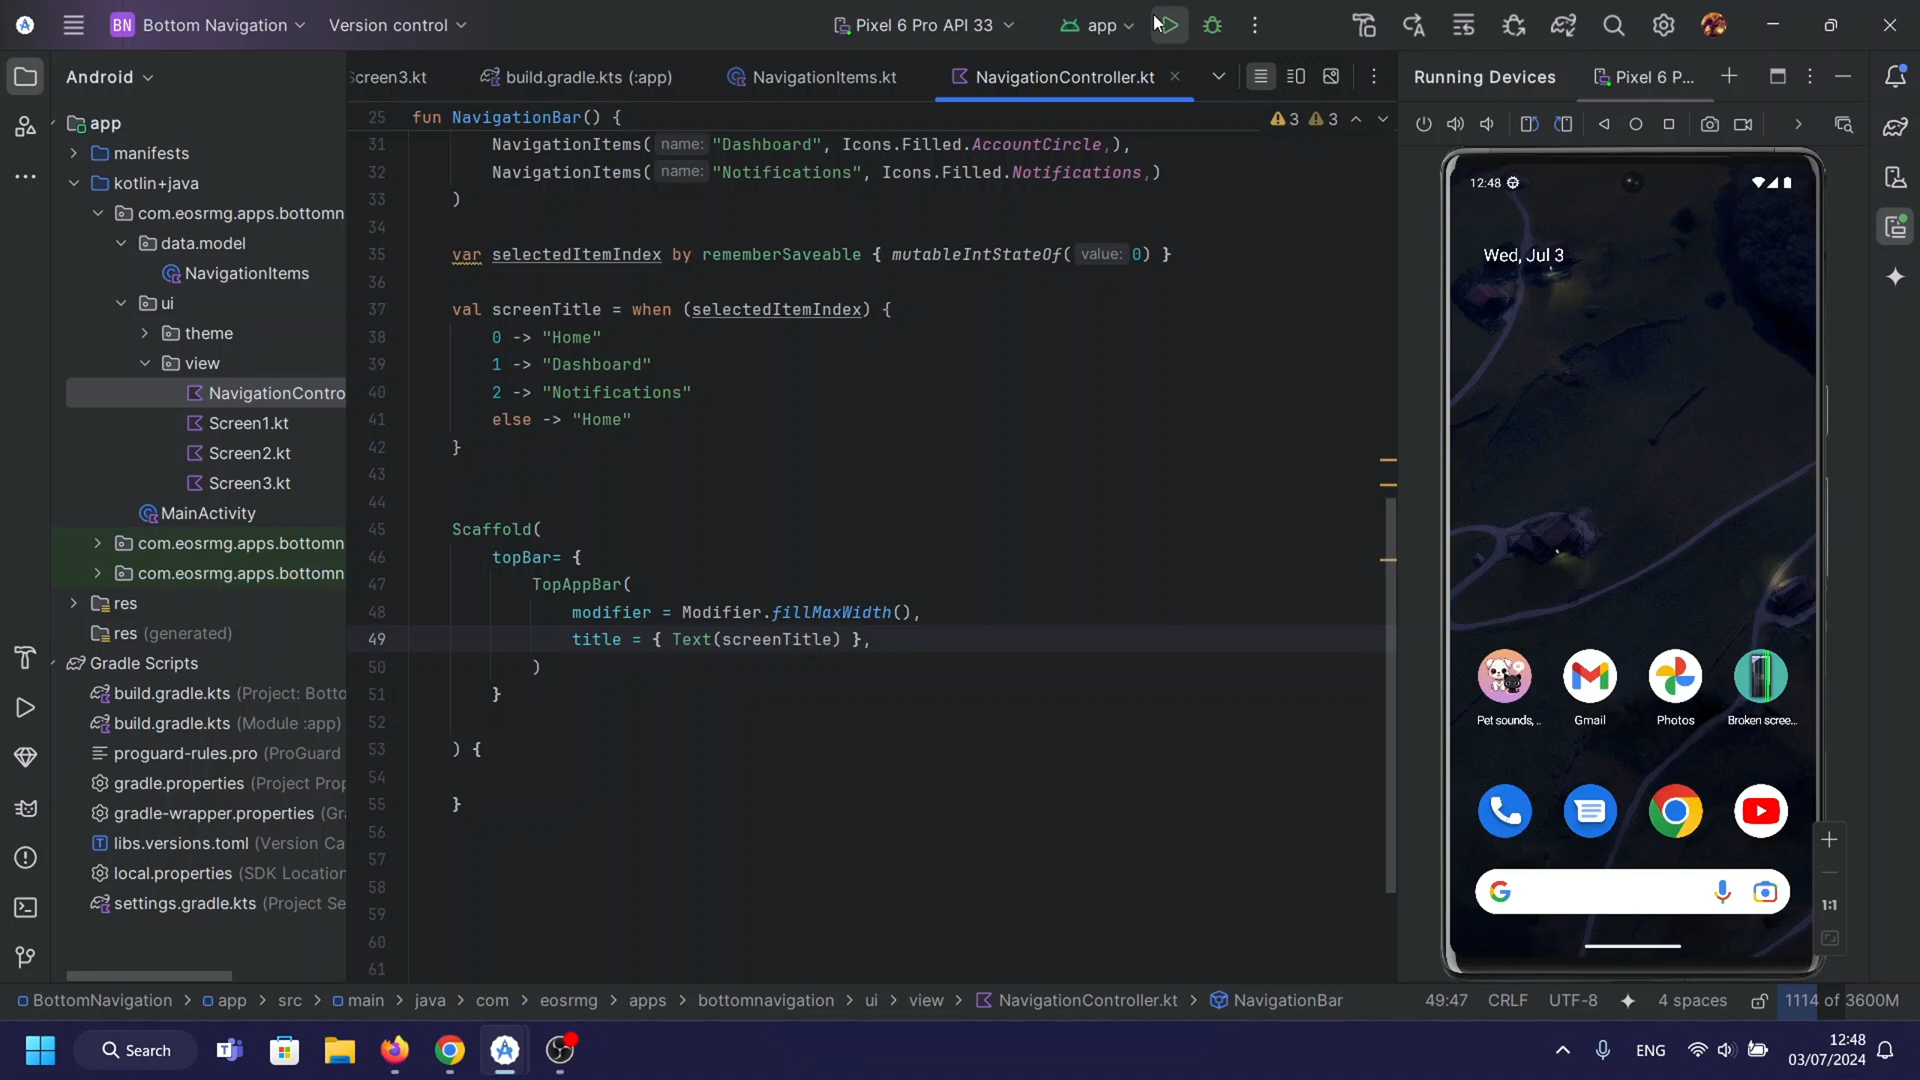 BN Bottom Navigation
Version control
Pixel 6 Pro API 33
app
Android
Screen3.kt
build.gradle.kts (:app)
NavigationItems.kt
NavigationController.kt
Running Devices
Pixel 6 P...
app
manifests
kotlin+java
com.eosrmg.apps.bottomn
data.model
NavigationItems
ui
theme
view
NavigationContro
Screen1.kt
Screen2.kt
Screen3.kt
MainActivity
com.eosrmg.apps.bottomn
com.eosrmg.apps.bottomn
res
res (generated)
Gradle Scripts
build.gradle.kts (Project: Botto
build.gradle.kts (Module :app)
proguard-rules.pro (ProGuard
gradle.properties (Project Prop
gradle-wrapper.properties (Gra
libs.versions.toml (Version Ca
local.properties (SDK Location
settings.gradle.kts (Project Se
25 fun NavigationBar() {
3 3
31 NavigationItems( name: "Dashboard", Icons.Filled.AccountCircle,),
32 NavigationItems( name: "Notifications", Icons.Filled.Notifications,)
33 )
34
35 var selectedItemIndex by rememberSaveable { mutableIntStateOf( value: 0) }
36
37 val screenTitle = when (selectedItemIndex) {
38 0 -> "Home"
39 1 -> "Dashboard"
40 2 -> "Notifications"
41 else -> "Home"
42 }
43
44
45 Scaffold(
46 topBar= {
47 TopAppBar(
48 modifier = Modifier.fillMaxWidth(),
49 title = { Text(screenTitle) },
50 )
51 }
52
53 ) {
54
55 }
56
57
58
59
60
61
12:48
Wed, Jul 3
Pet sounds, ..
Gmail
Photos
Broken scree...
G
1:1
BottomNavigation > app > src > main > java > com > eosrmg > apps > bottomnavigation > ui > view > NavigationController.kt > NavigationBar
49:47 CRLF UTF-8 4 spaces 1114 of 3600M
Search
ENG
12:48
03/07/2024